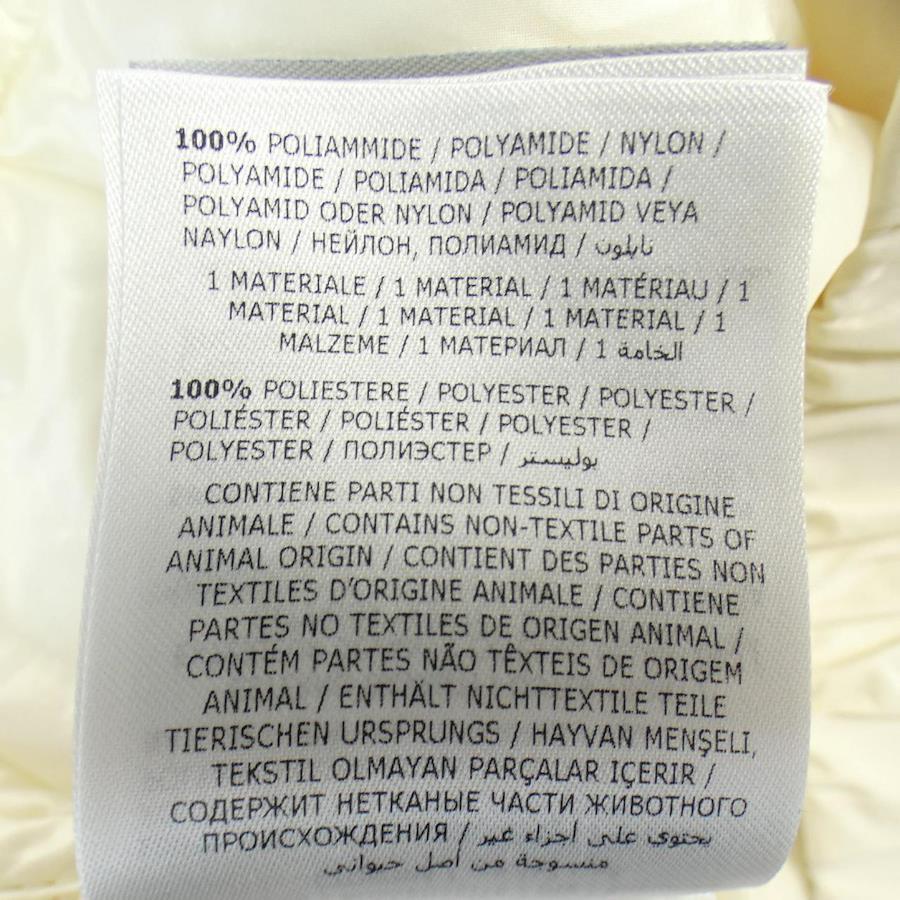 100% POLIAMMIDE / POLYAMIDE / NYLON /
POLYAMIDE / POLIAMIDA / POLIAMIDA /
POLYAMID ODER NYLON / POLYAMID VEYA
NAYLON / НЕЙЛОН, ПОЛИАМИД / نايلون
1 MATERIALE / 1 MATERIAL / 1 MATÉRIAU / 1
MATERIAL / 1 MATERIAL / 1 MATERIAL / 1
MALZEME / 1 МАТЕРИАЛ / 1 الخامة
100% POLIESTERE / POLYESTER / POLYESTER /
POLIÉSTER / POLIÉSTER / POLYESTER /
POLYESTER / ПОЛИЭСТЕР / بوليستر
CONTIENE PARTI NON TESSILI DI ORIGINE
ANIMALE / CONTAINS NON-TEXTILE PARTS OF
ANIMAL ORIGIN / CONTIENT DES PARTIES NON
TEXTILES D'ORIGINE ANIMALE / CONTIENE
PARTES NO TEXTILES DE ORIGEN ANIMAL /
CONTÉM PARTES NÃO TÊXTEIS DE ORIGEM
ANIMAL / ENTHÄLT NICHTTEXTILE TEILE
TIERISCHEN URSPRUNGS / HAYVAN MENŞELİ,
TEKSTIL OLMAYAN PARÇALAR IÇERIR /
СОДЕРЖИТ НЕТКАНЫЕ ЧАСТИ ЖИВОТНОГО
ПРОИСХОЖДЕНИЯ / يحتوي على أجزاء غير
منسوجة من أصل حيواني